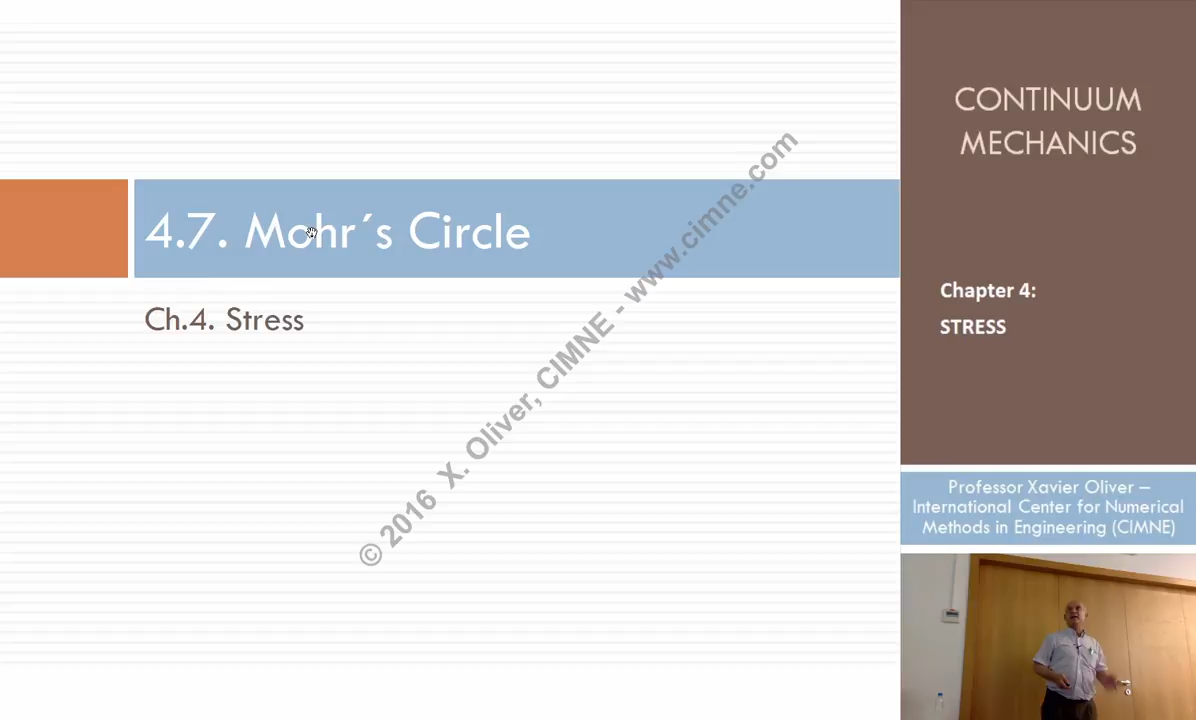 4.7. Mohr´s Circle
Ch.4. Stress
© 2016 X. Oliver, CIMNE - www.cimne.com
CONTINUUM
MECHANICS
Chapter 4:
STRESS
Professor Xavier Oliver –
International Center for Numerical
Methods in Engineering (CIMNE)